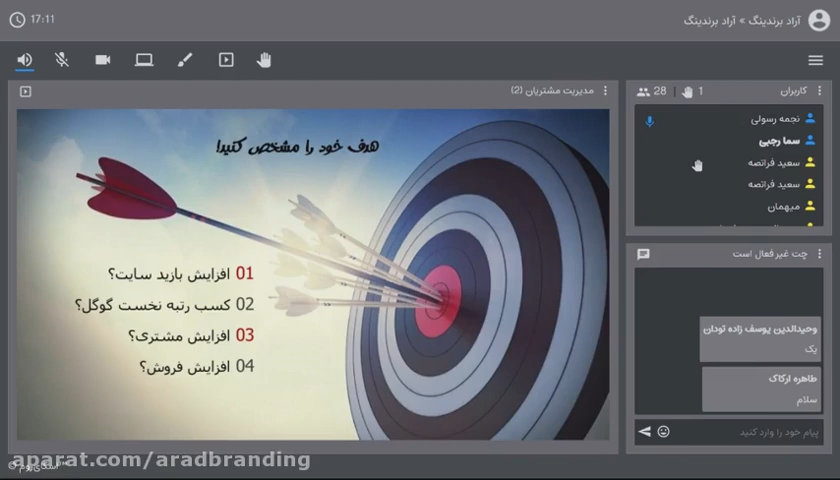 17:11
آراد برندینگ » آراد برندینگ
مدیریت مشتریان (2)
هدف خود را مشخص کنید!
01 افزایش بازید سایت؟
02 کسب رتبه نخست گوگل؟
03 افزایش مشتری؟
04 افزایش فروش؟
کاربران
1 | 28
نجمه رسولی
سما رجبی
سعید فراتصه
سعید فراتصه
میهمان
چت غیر فعال است
وحیدالدین یوسف زاده تودان
یک
طاهره ارکاک
سلام
پیام خود را وارد کنید
aparat.com/aradbranding